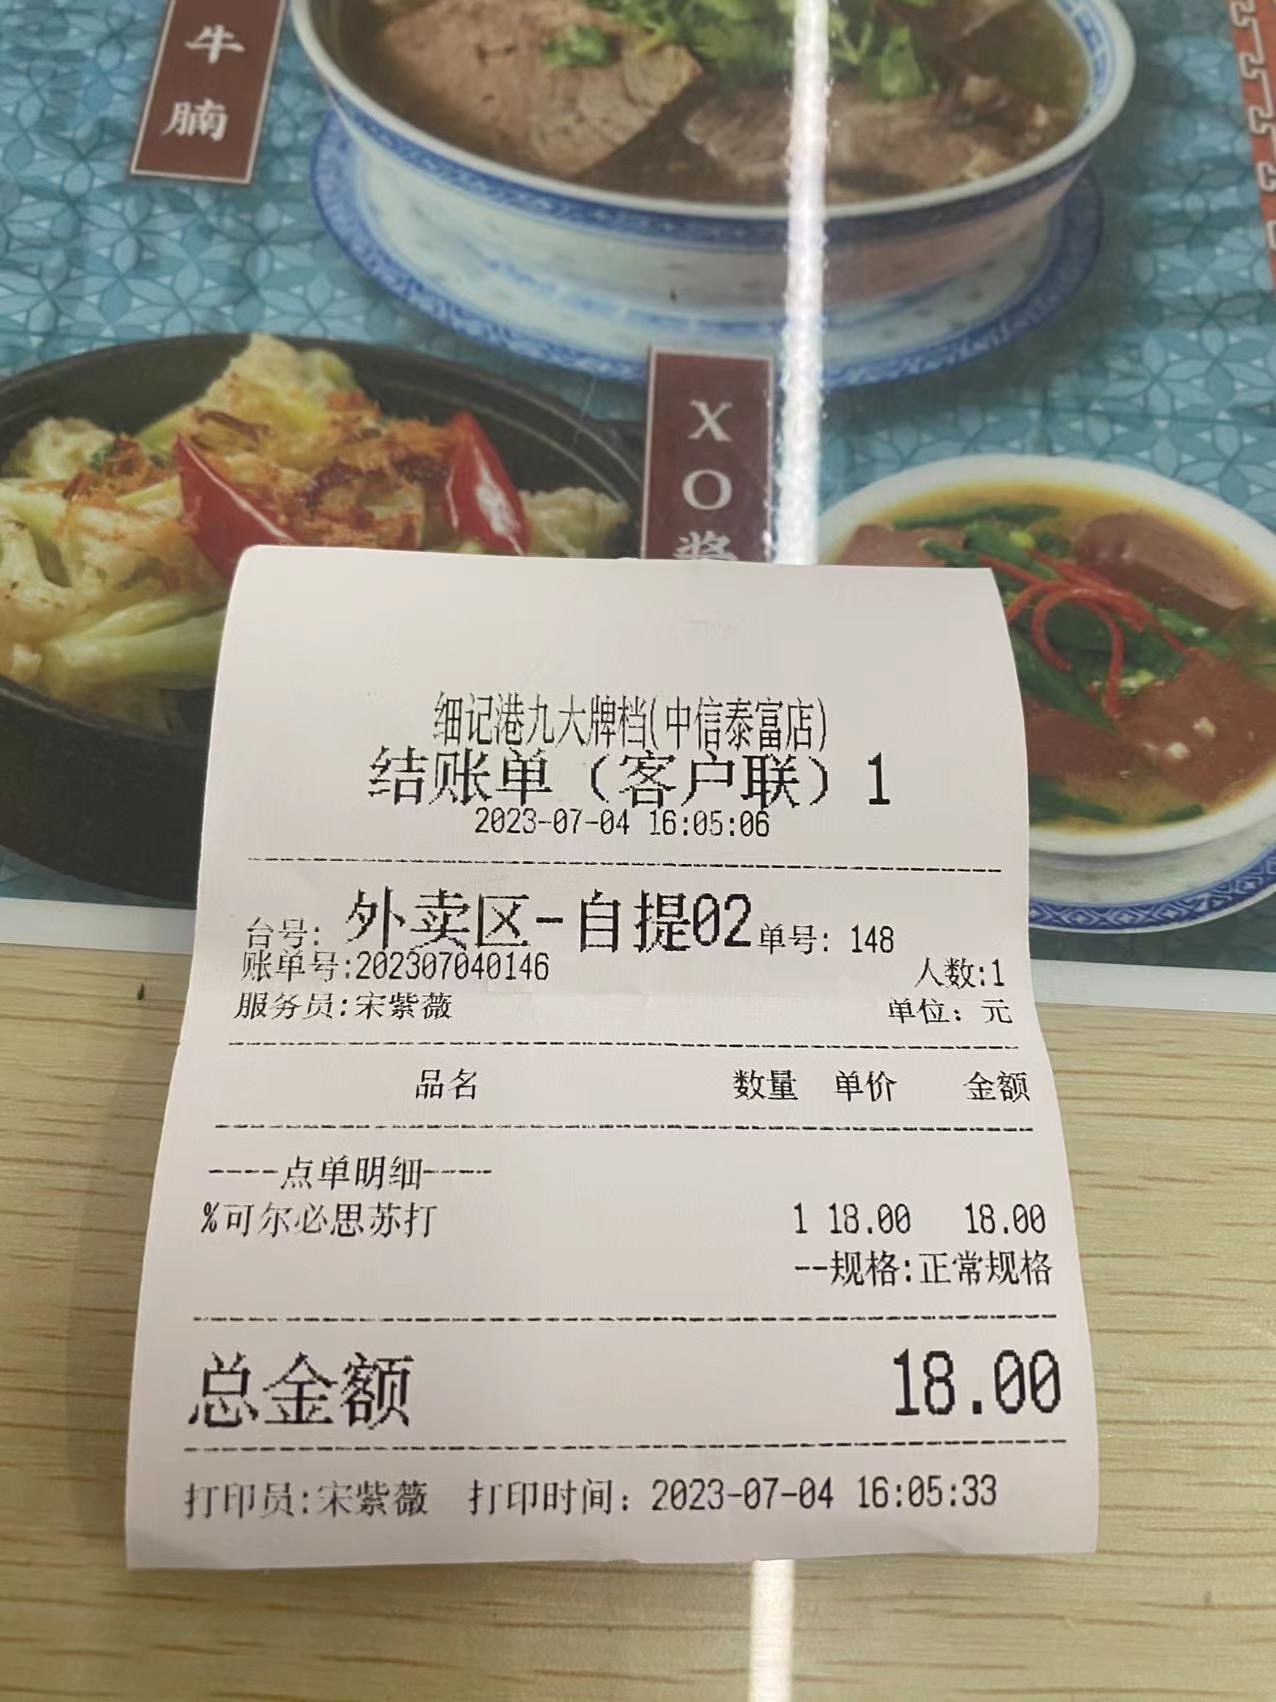 牛
腩
X
O
酱
细记港九大牌档(中信泰富店)
结账单（客户联）1
2023-07-04 16:05:06
台号: 外卖区-自提02 单号: 148
账单号:202307040146 人数:1
服务员:宋紫薇 单位: 元
品名 数量 单价 金额
----点单明细----
%可尔必思苏打 1 18.00 18.00
--规格:正常规格
总金额 18.00
打印员:宋紫薇 打印时间: 2023-07-04 16:05:33